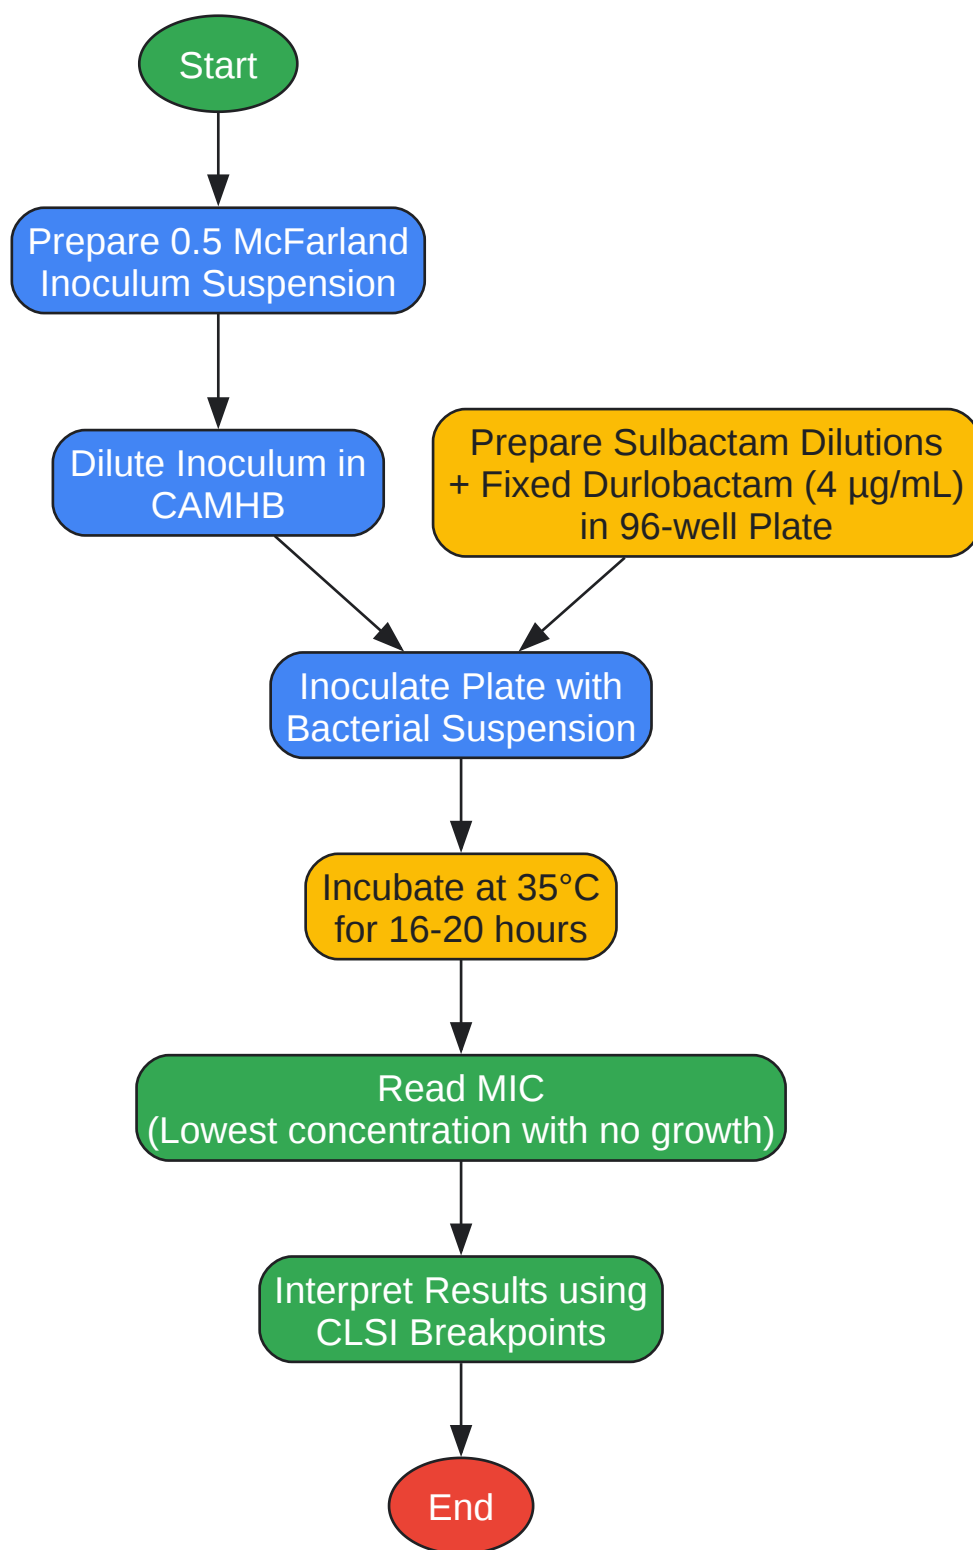 Start
Prepare 0.5 McFarland
Inoculum Suspension
Dilute Inoculum in
CAMHB
Prepare Sulbactam Dilutions
+ Fixed Durlobactam (4 µg/mL)
in 96-well Plate
Inoculate Plate with
Bacterial Suspension
Incubate at 35°C
for 16-20 hours
Read MIC
(Lowest concentration with no growth)
Interpret Results using
CLSI Breakpoints
End